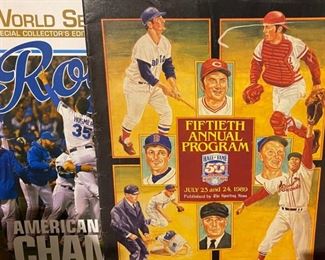 WORLD SE
SPECIAL COLLECTOR'S EDIT
Ro
35
AMERICAN
CHAM
FIFTIETH
ANNUAL
PROGRAM
HALL of FAME
50
JULY 23 and 24, 1989
Published by The Sporting News